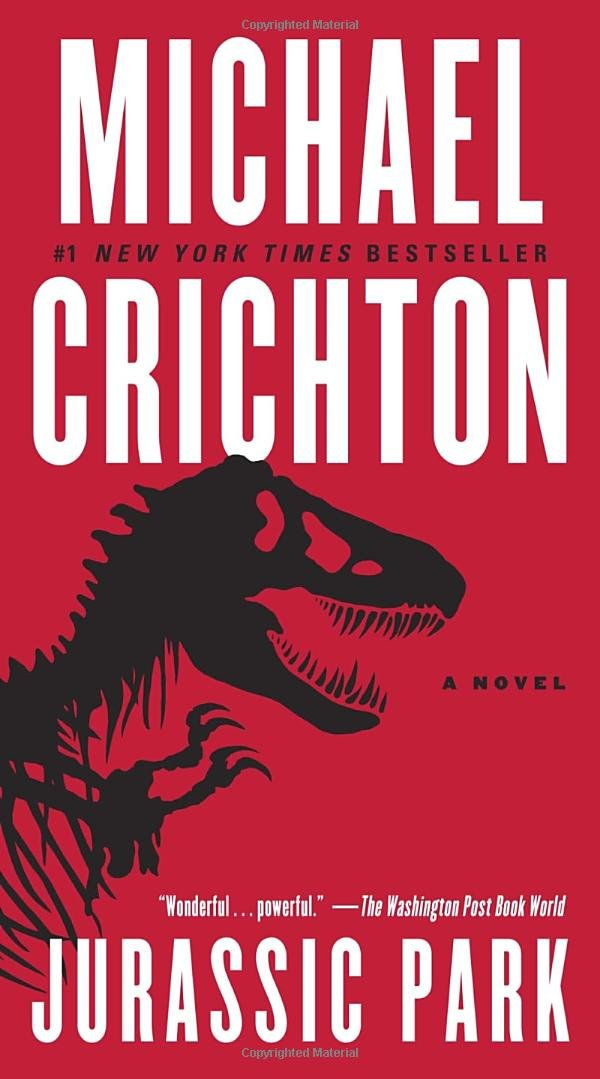 Copyrighted Material
MICHAEL
#1 NEW YORK TIMES BESTSELLER
CRICHTON
A NOVEL
“Wonderful . . . powerful.” —The Washington Post Book World
JURASSIC PARK
Copyrighted Material